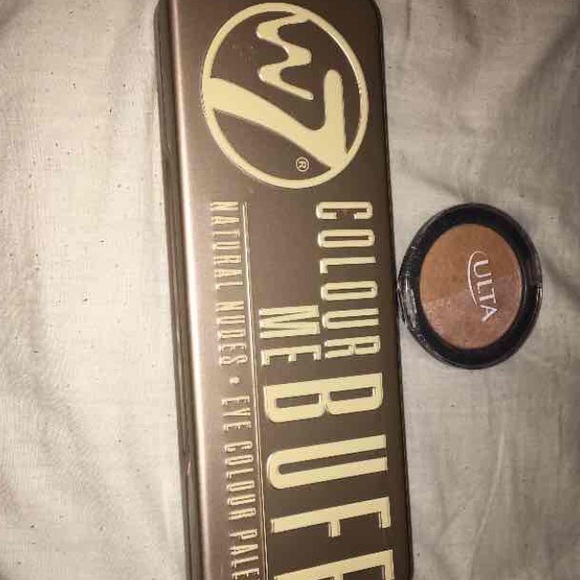 W7®
COLOUR
ME
BUFF
NATURAL NUDES • EYE COLOUR PALE
ULTA